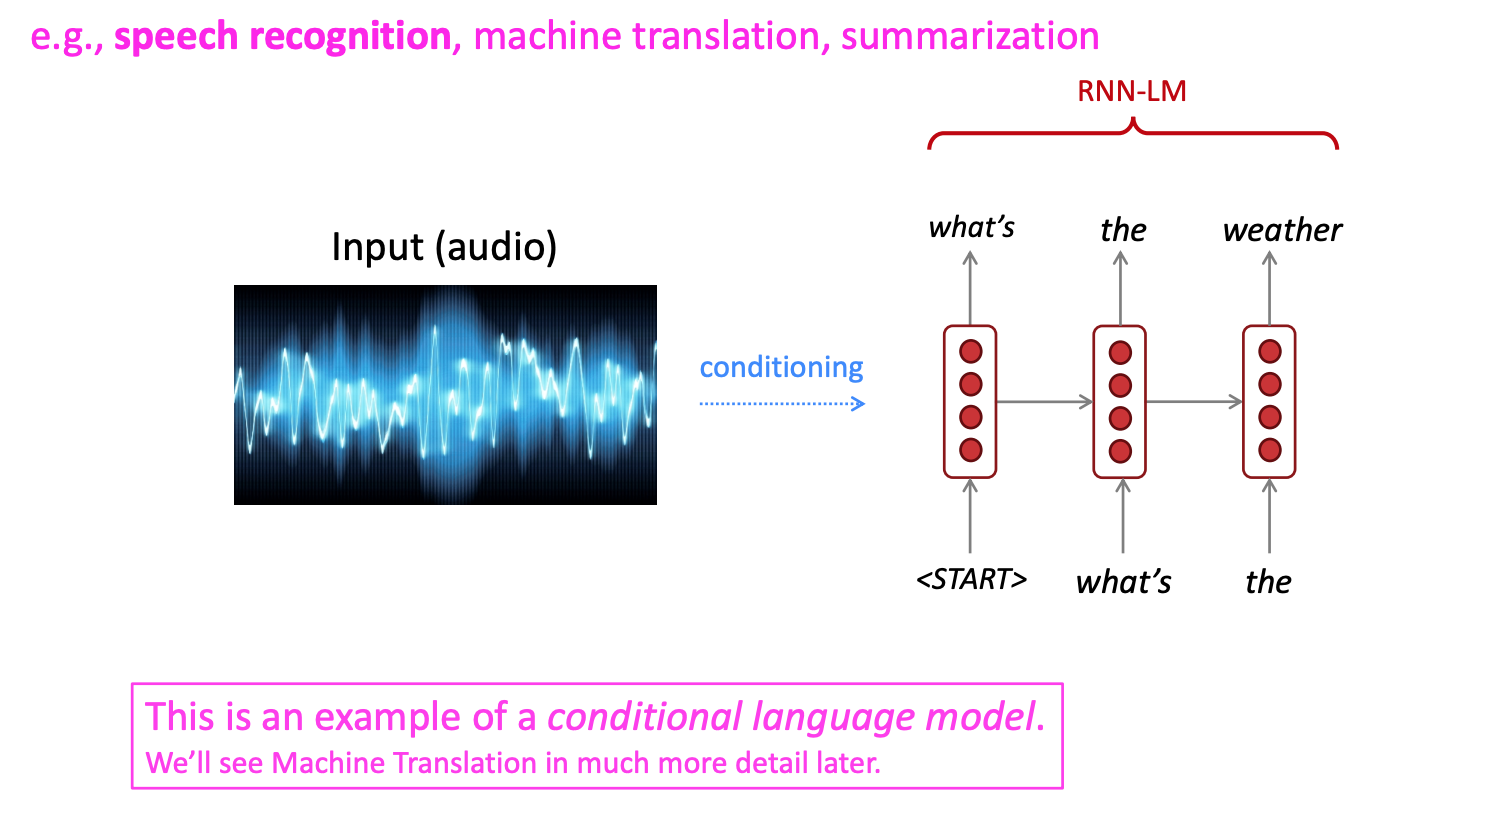 e.g., speech recognition, machine translation, summarization
RNN-LM
what’s the weather
Input (audio)
conditioning
<START> what’s the
This is an example of a conditional language model.
We’ll see Machine Translation in much more detail later.